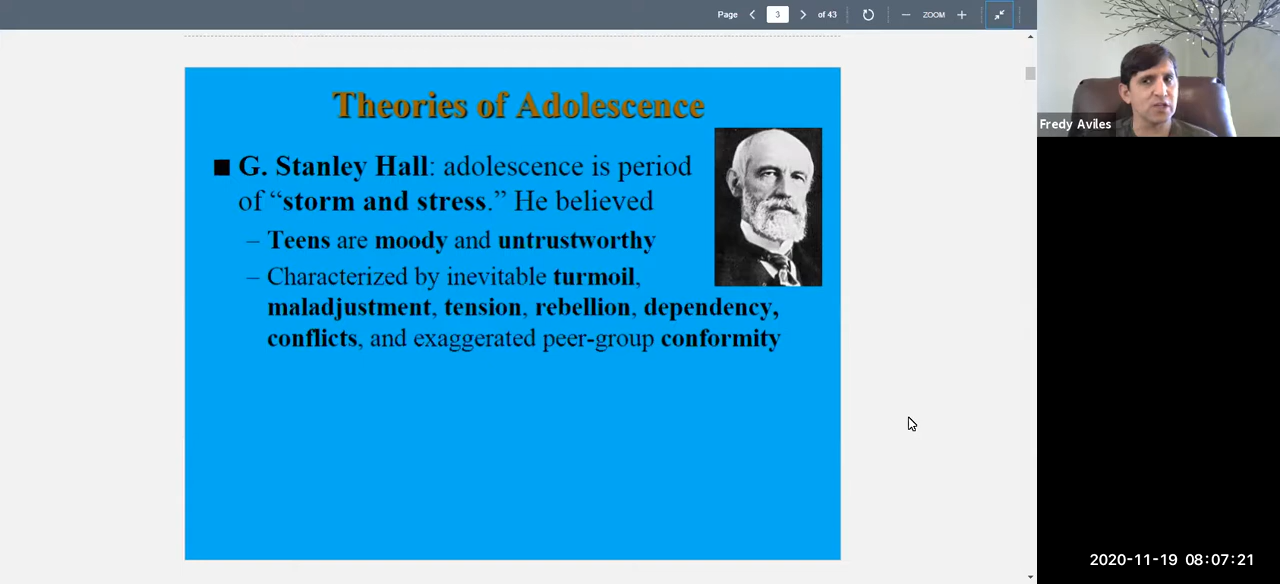 Page 3 of 43 ZOOM
Theories of Adolescence
G. Stanley Hall: adolescence is period
of “storm and stress.” He believed
– Teens are moody and untrustworthy
– Characterized by inevitable turmoil,
maladjustment, tension, rebellion, dependency,
conflicts, and exaggerated peer-group conformity
Fredy Aviles
2020-11-19 08:07:21